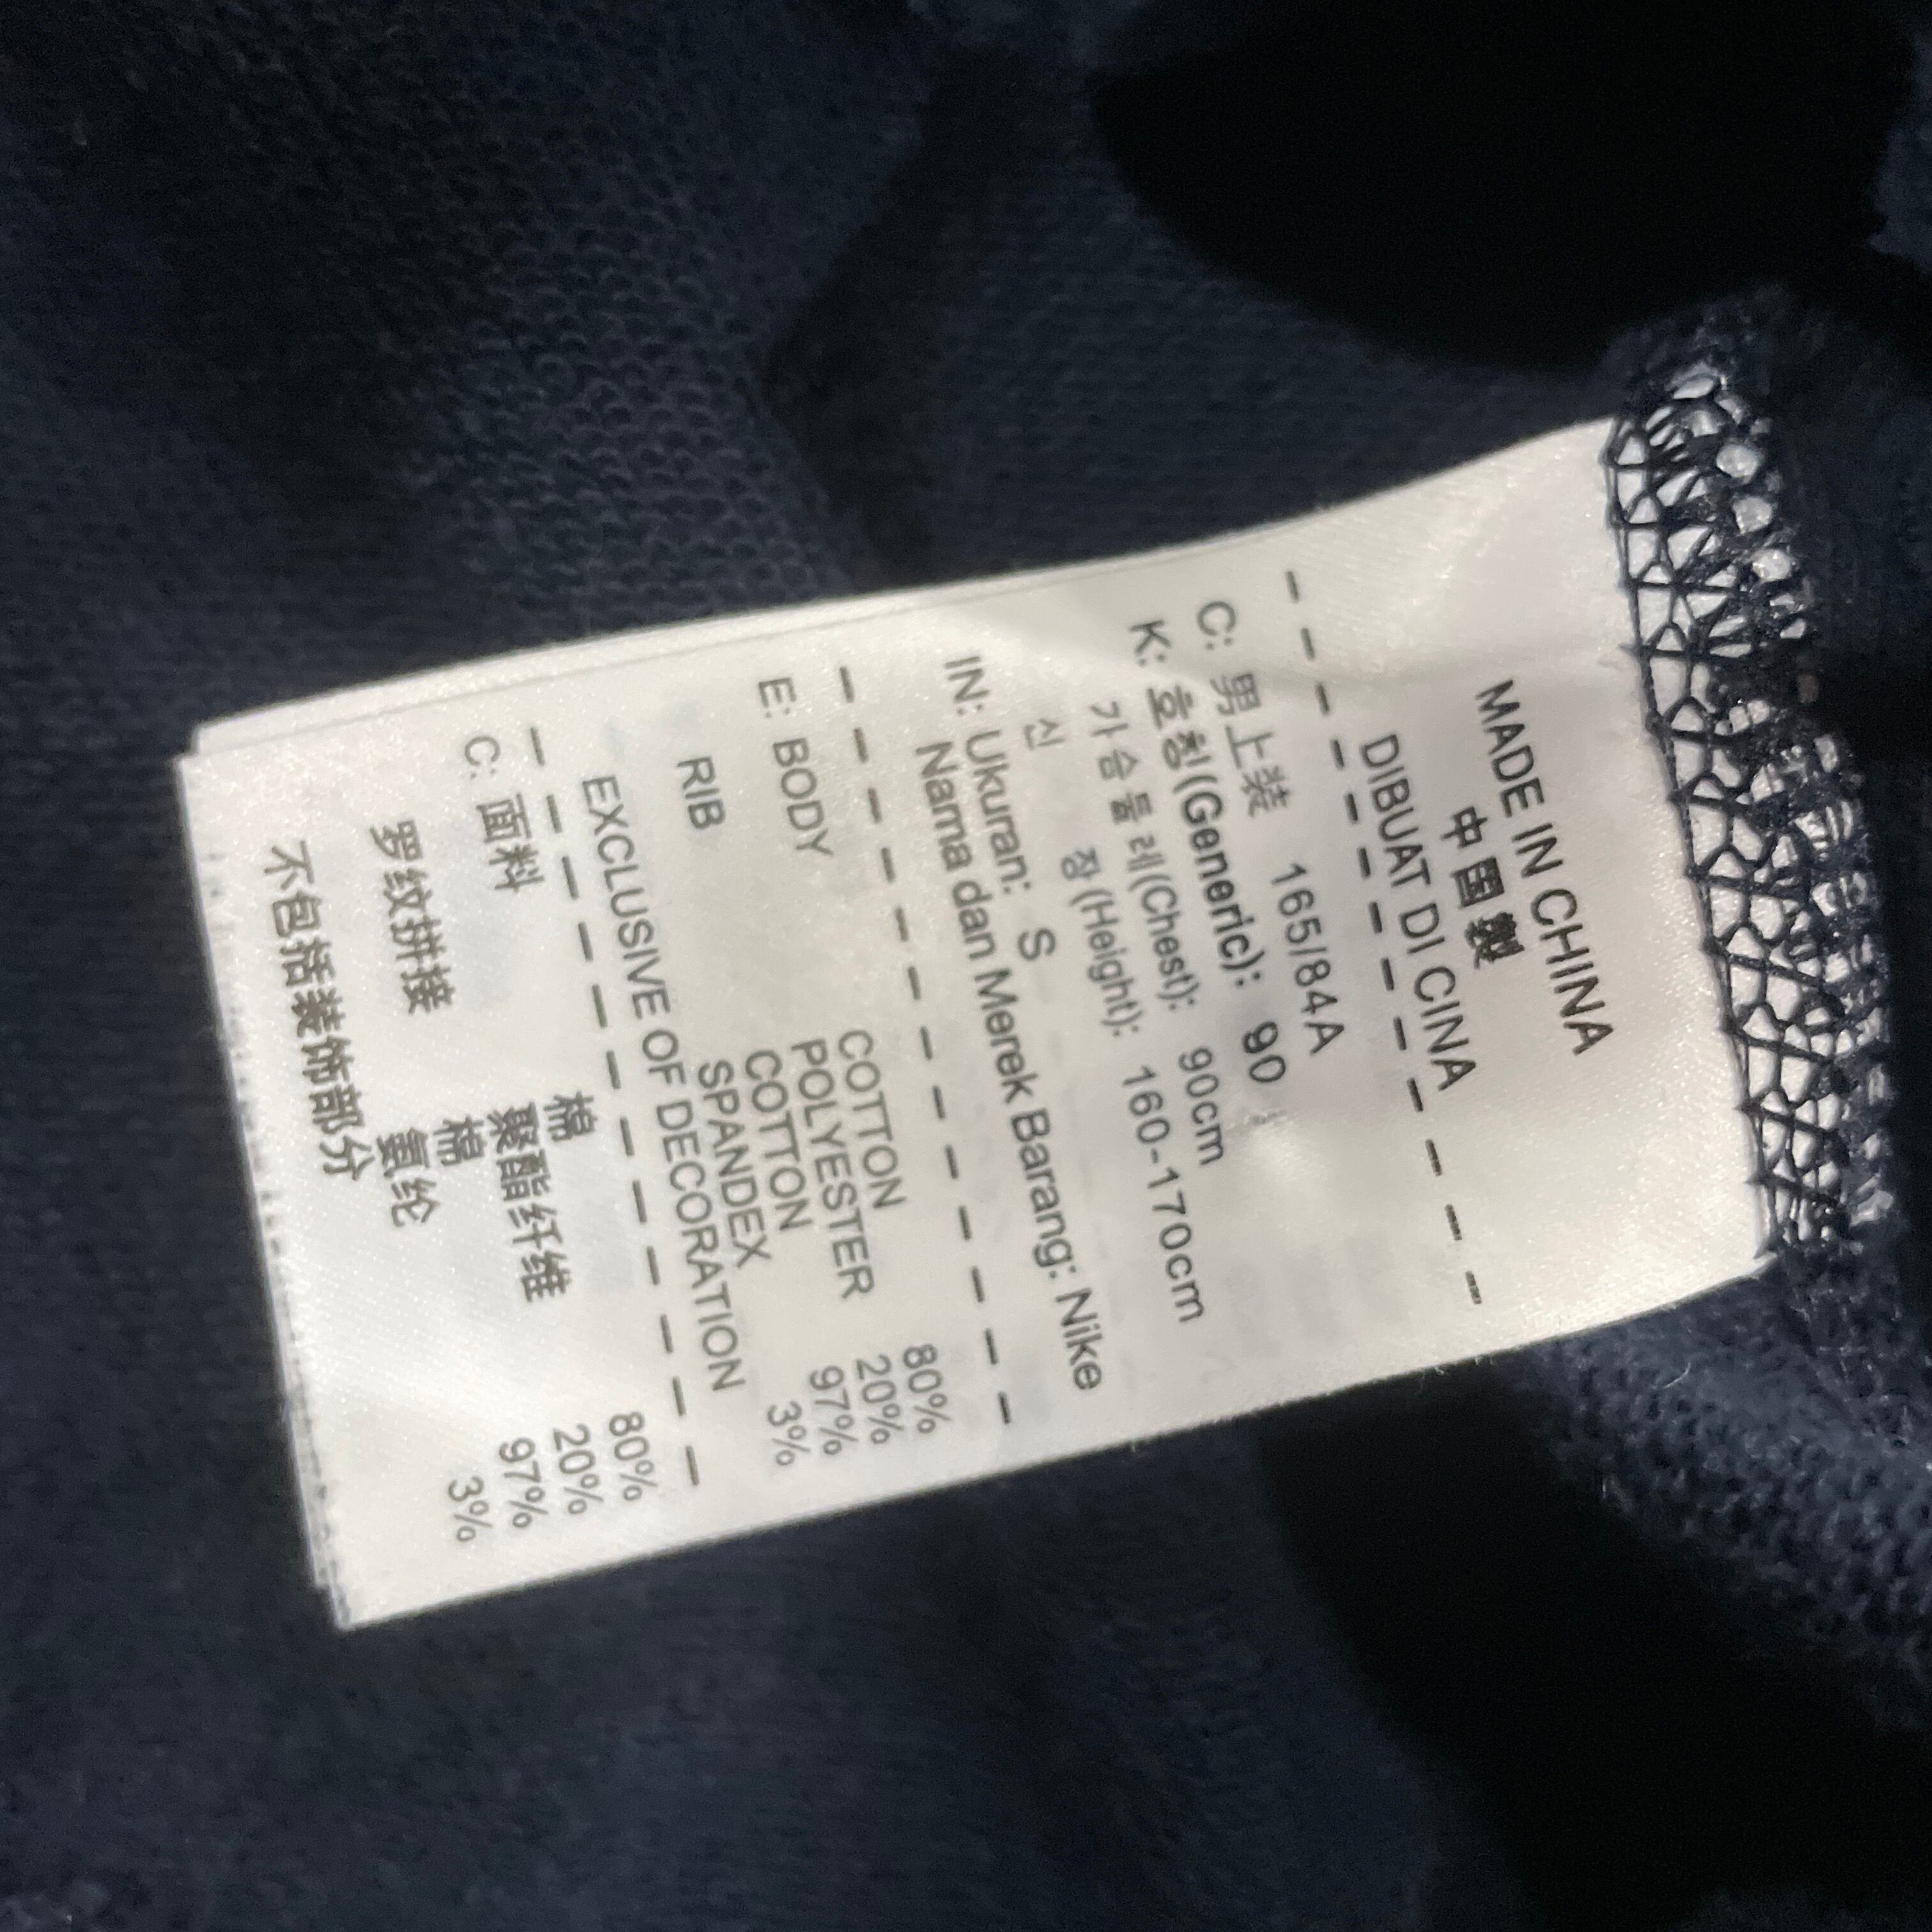 MADE IN CHINA
中国製
DIBUAT DI CINA
C: 男上装 165/84A
K: 호칭(Generic): 90
가슴둘레(Chest): 90cm
신 장(Height): 160-170cm
IN: Ukuran: S
Nama dan Merek Barang: Nike
E: BODY COTTON 80%
POLYESTER 20%
RIB COTTON 97%
SPANDEX 3%
EXCLUSIVE OF DECORATION
C: 面料 棉 80%
聚酯纤维 20%
罗纹拼接 棉 97%
氨纶 3%
不包括装饰部分